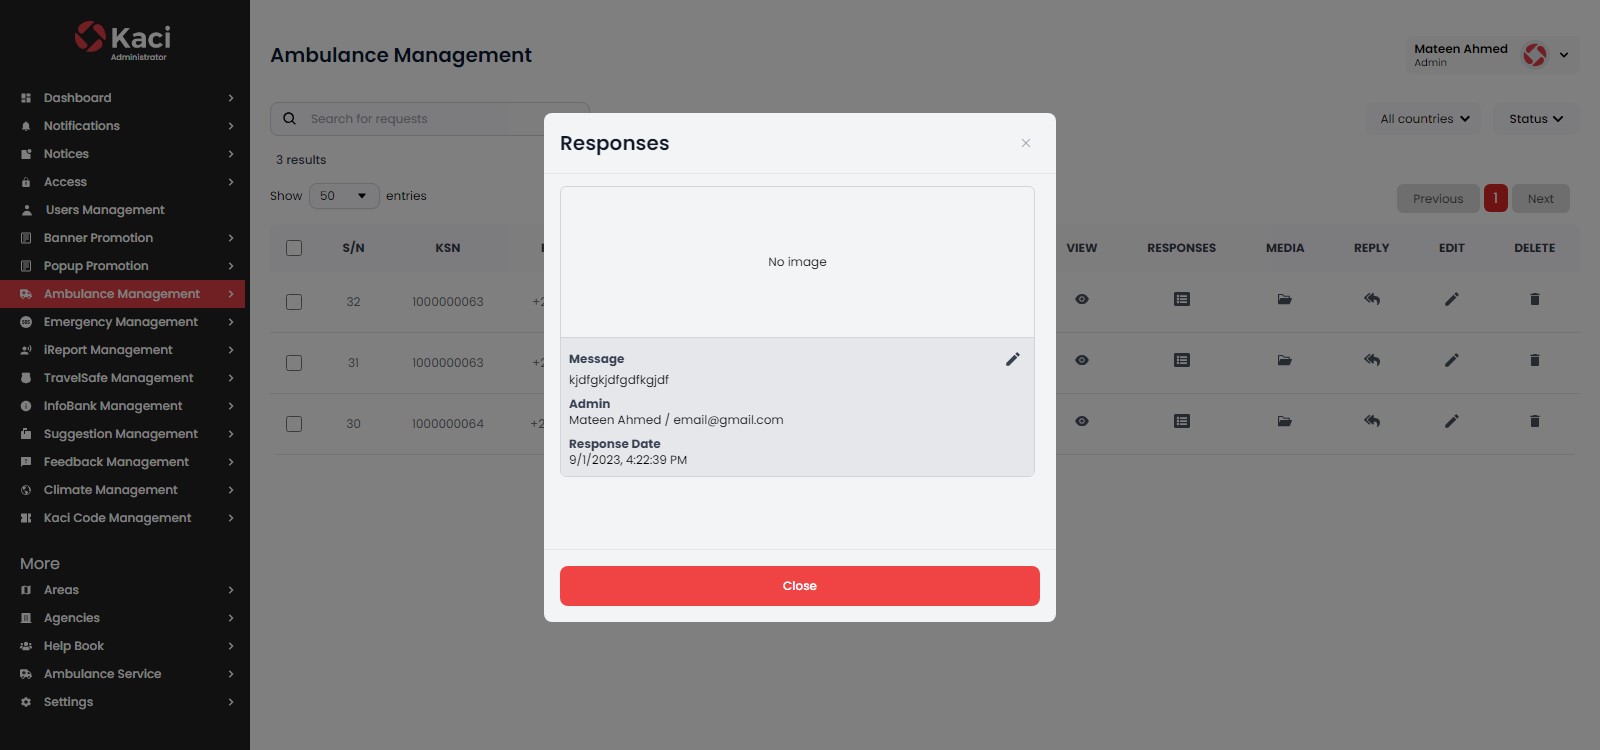 Kaci
Administrator
Dashboard
Notifications
Notices
Access
Users Management
Banner Promotion
Popup Promotion
Ambulance Management
Emergency Management
iReport Management
TravelSafe Management
InfoBank Management
Suggestion Management
Feedback Management
Climate Management
Kaci Code Management
More
Areas
Agencies
Help Book
Ambulance Service
Settings
Ambulance Management
Mateen Ahmed
Admin
Search for requests
All countries
Status
3 results
Show 50 entries
Previous 1 Next
S/N KSN VIEW RESPONSES MEDIA REPLY EDIT DELETE
32 1000000063 +2
31 1000000063 +2
30 1000000064 +2
Responses
No image
Message
kjdfgkjdfgdfkgjdf
Admin
Mateen Ahmed / email@gmail.com
Response Date
9/1/2023, 4:22:39 PM
Close